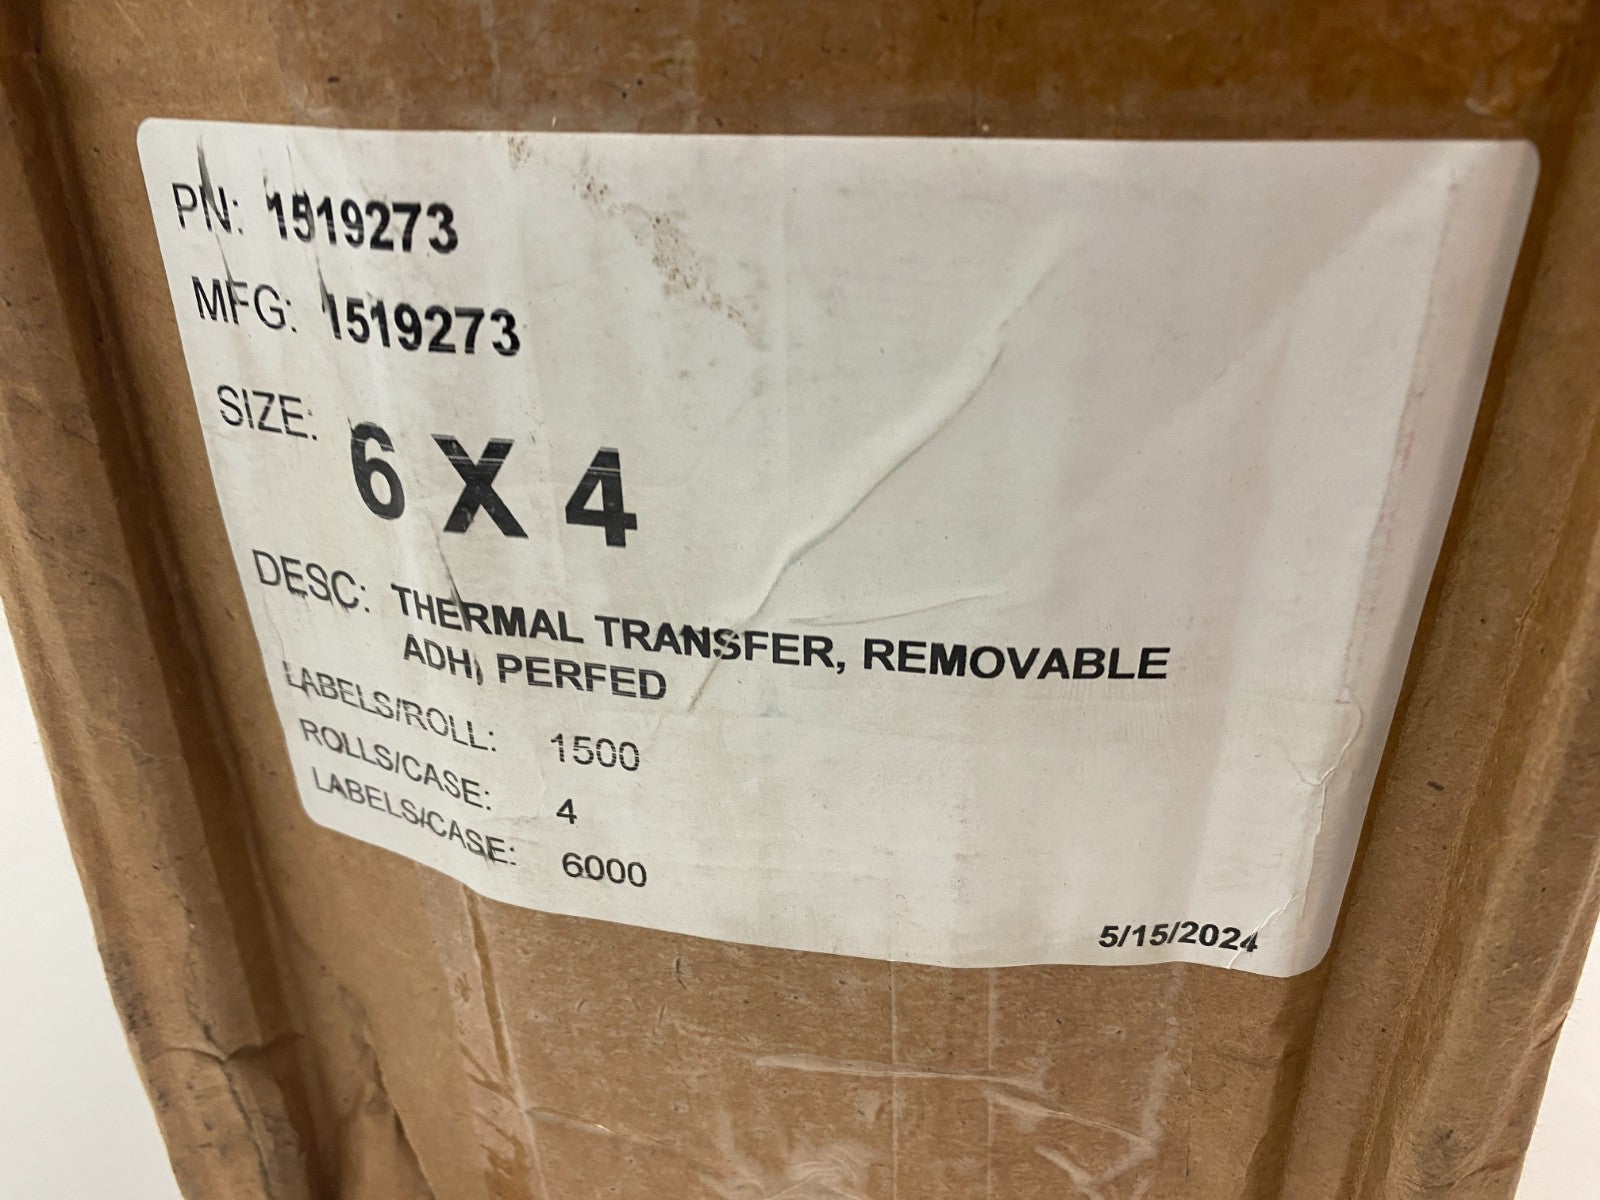 PN: 1519273
MFG: 1519273
SIZE: 6 X 4
DESC: THERMAL TRANSFER, REMOVABLE
ADH, PERFED
LABELS/ROLL: 1500
ROLLS/CASE: 4
LABELS/CASE: 6000
5/15/2024